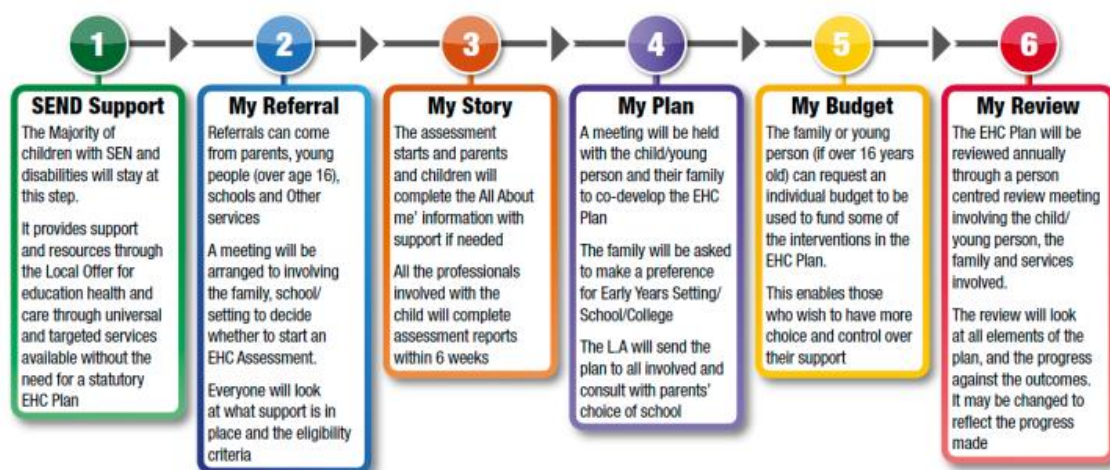 1
SEND Support
The Majority of
children with SEN and
disabilities will stay at
this step.
It provides support
and resources through
the Local Offer for
education health and
care through universal
and targeted services
available without the
need for a statutory
EHC Plan
2
My Referral
Referrals can come
from parents, young
people (over age 16),
schools and Other
services
A meeting will be
arranged to involving
the family, school/
setting to decide
whether to start an
EHC Assessment.
Everyone will look
at what support is in
place and the eligibility
criteria
3
My Story
The assessment
starts and parents
and children will
complete the All About
me' information with
support if needed
All the professionals
involved with the
child will complete
assessment reports
within 6 weeks
4
My Plan
A meeting will be held
with the child/young
person and their family
to co-develop the EHC
Plan
The family will be asked
to make a preference
for Early Years Setting/
School/College
The L.A will send the
plan to all involved and
consult with parents'
choice of school
5
My Budget
The family or young
person (if over 16 years
old) can request an
individual budget to be
used to fund some of
the interventions in the
EHC Plan.
This enables those
who wish to have more
choice and control over
their support
6
My Review
The EHC Plan will be
reviewed annually
through a person
centred review meeting
involving the child/
young person, the
family and services
involved.
The review will look
at all elements of the
plan, and the progress
against the outcomes.
It may be changed to
reflect the progress
made